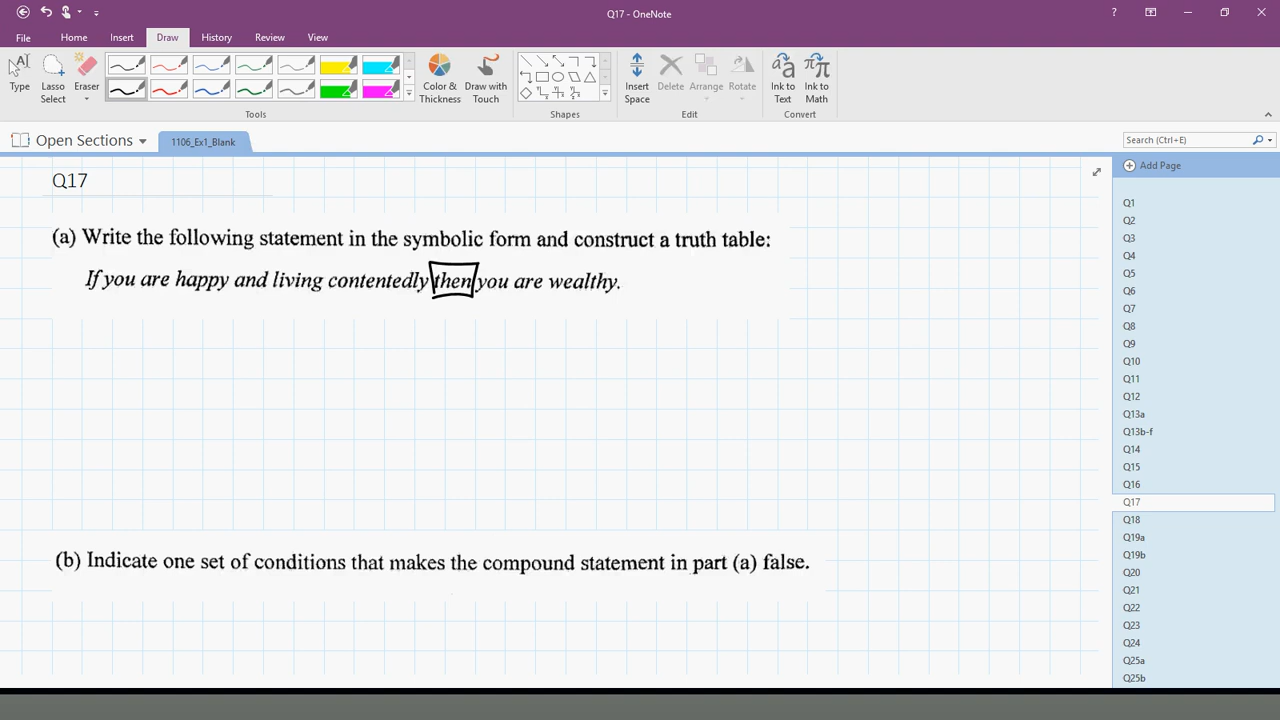 Q17 - OneNote
?
File Home Insert Draw History Review View
Type
Lasso Select
Eraser
Color & Thickness
Draw with Touch
Insert Space
Delete
Arrange
Rotate
Ink to Text
Ink to Math
Tools
Shapes
Edit
Convert
Open Sections
1106_Ex1_Blank
Search (Ctrl+E)
Add Page
Q17
(a) Write the following statement in the symbolic form and construct a truth table:
If you are happy and living contentedly then you are wealthy.
(b) Indicate one set of conditions that makes the compound statement in part (a) false.
Q1
Q2
Q3
Q4
Q5
Q6
Q7
Q8
Q9
Q10
Q11
Q12
Q13a
Q13b-f
Q14
Q15
Q16
Q17
Q18
Q19a
Q19b
Q20
Q21
Q22
Q23
Q24
Q25a
Q25b